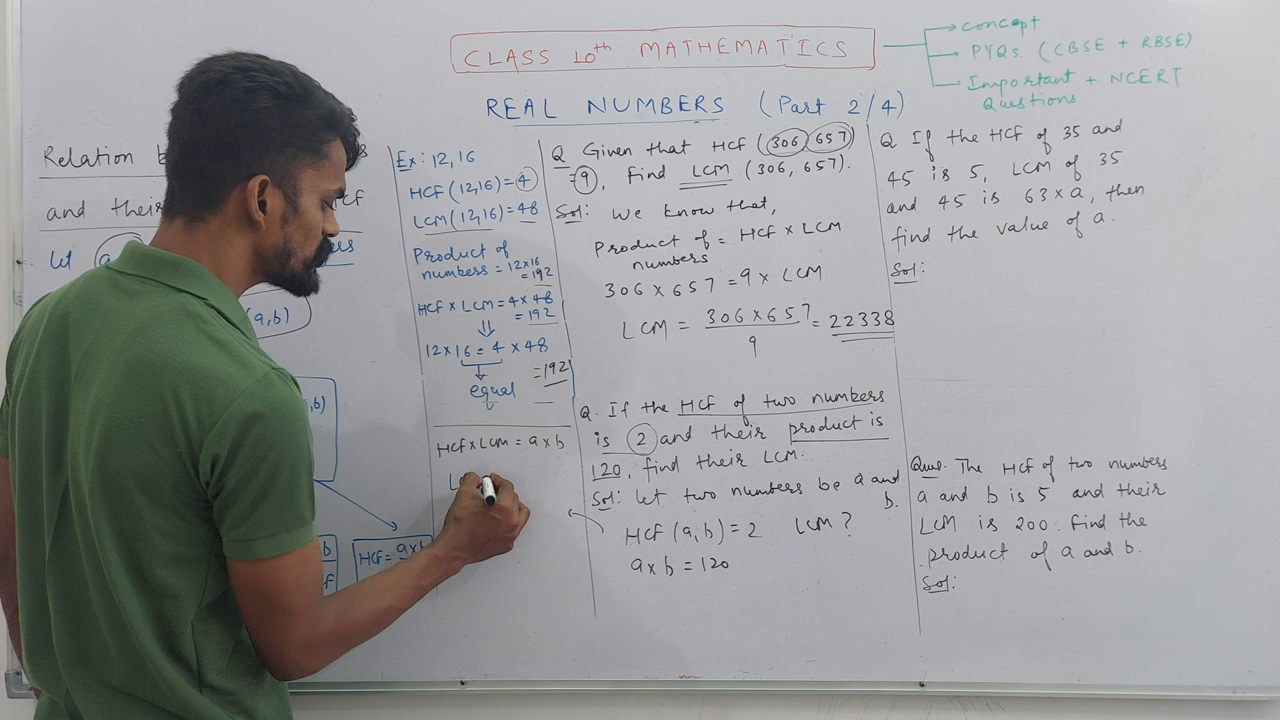 CLASS 10th MATHEMATICS
concept
PYQs (CBSE + RBSE)
Important + NCERT
Qustions
REAL NUMBERS (Part 2/4)
Relation
and their HCF
Let
(a,b)
,b)
b
HCF = a×b
Ex: 12, 16
HCF (12,16) = 4
LCM (12,16) = 48
Product of
numbers = 12×16
= 192
HCF × LCM = 4 × 48
= 192
⇓
12×16 = 4 × 48
= 192
equal
HCF×LCM = a×b
Q Given that HCF (306, 657)
= 9, find LCM (306, 657).
Sol: We know that,
Product of = HCF × LCM
numbers
306 × 657 = 9 × LCM
LCM = 306×657 = 22338
9
Q. If the HCF of two numbers
is 2 and their product is
120, find their LCM.
Sol: let two numbers be a and
b.
HCF (a,b) = 2 LCM ?
a×b = 120
Q If the HCF of 35 and
45 is 5, LCM of 35
and 45 is 63×a, then
find the value of a.
Sol:
Ques. The HCF of two numbers
a and b is 5 and their
LCM is 200. Find the
product of a and b.
Sol: